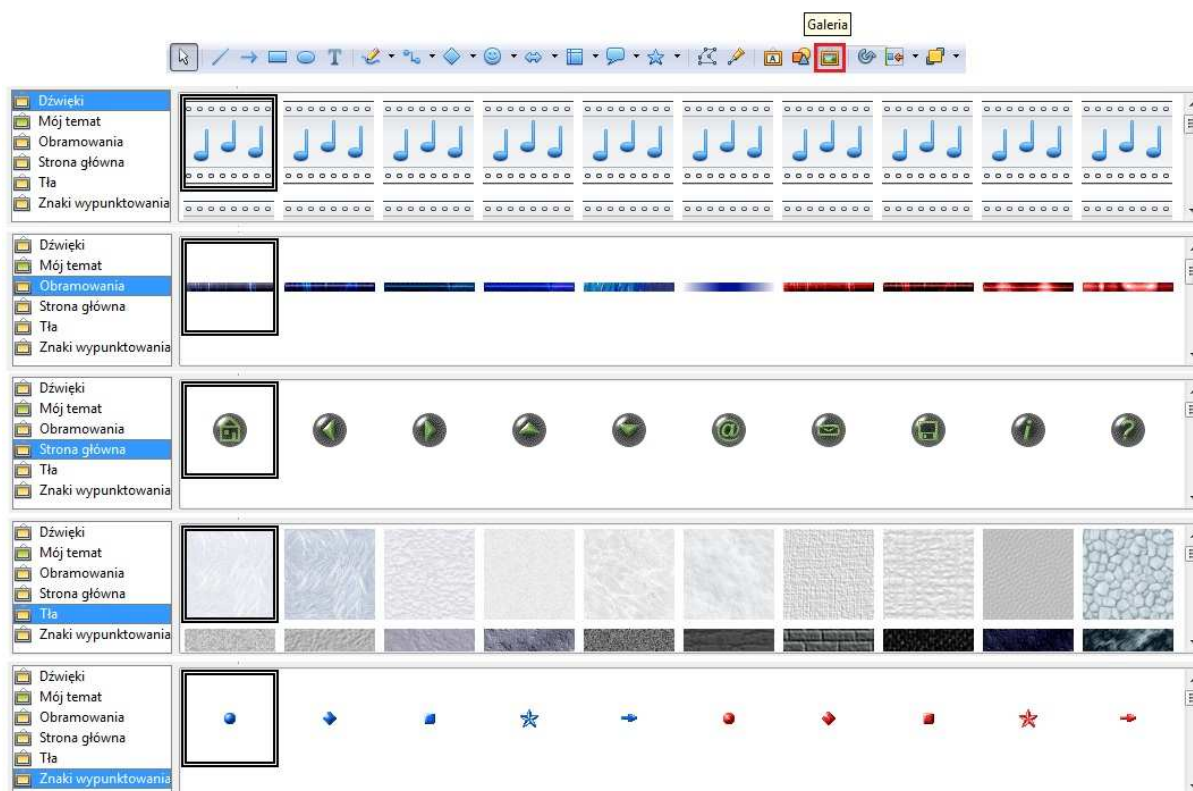 Galeria
T
A
Dźwięki
Mój temat
Obramowania
Strona główna
Tła
Znaki wypunktowania
Dźwięki
Mój temat
Obramowania
Strona główna
Tła
Znaki wypunktowania
Dźwięki
Mój temat
Obramowania
Strona główna
Tła
Znaki wypunktowania
@ i ?
Dźwięki
Mój temat
Obramowania
Strona główna
Tła
Znaki wypunktowania
Dźwięki
Mój temat
Obramowania
Strona główna
Tła
Znaki wypunktowania